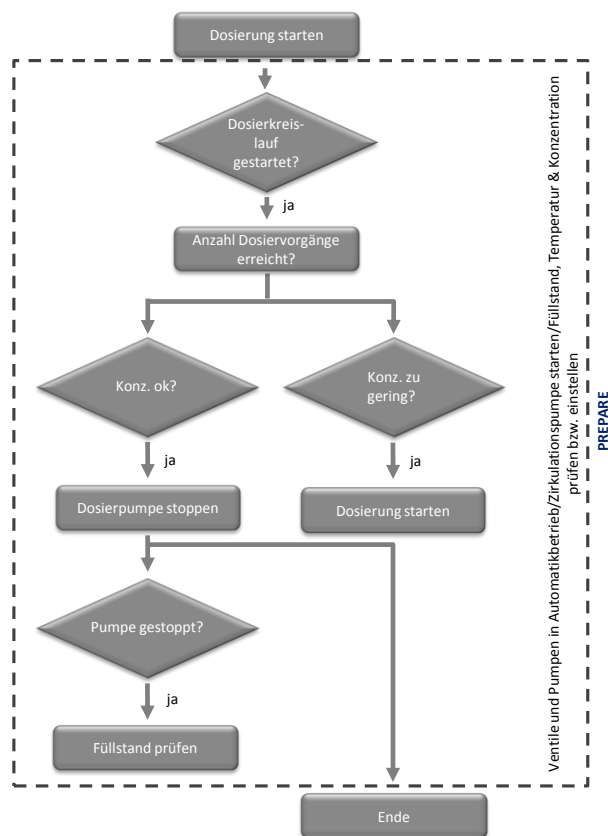 Dosierung starten
Dosierkreis-
lauf
gestartet?
ja
Anzahl Dosiervorgänge
erreicht?
Konz. ok?
Konz. zu
gering?
ja
ja
Dosierpumpe stoppen
Dosierung starten
Pumpe gestoppt?
ja
Füllstand prüfen
Ende
Ventile und Pumpen in Automatikbetrieb/Zirkulationspumpe starten/Füllstand, Temperatur & Konzentration
prüfen bzw. einstellen
PREPARE